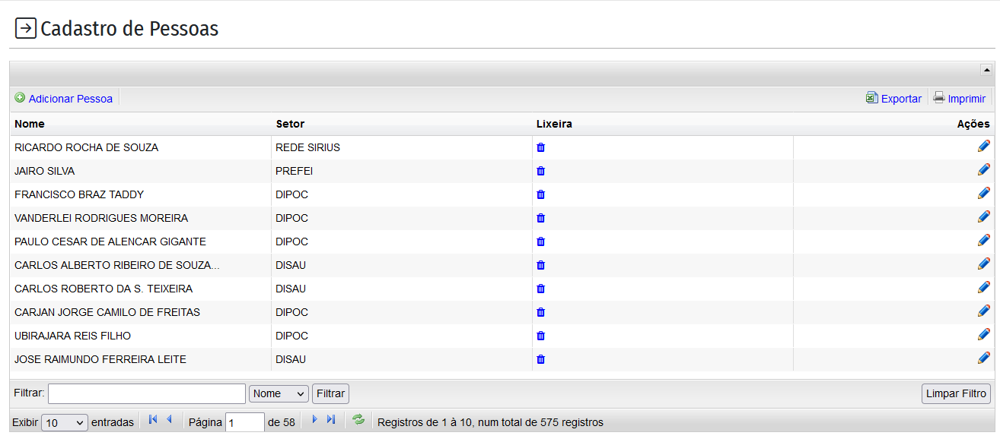 Cadastro de Pessoas
Adicionar Pessoa Exportar Imprimir
Nome Setor Lixeira Ações
RICARDO ROCHA DE SOUZA REDE SIRIUS
JAIRO SILVA PREFEI
FRANCISCO BRAZ TADDY DIPOC
VANDERLEI RODRIGUES MOREIRA DIPOC
PAULO CESAR DE ALENCAR GIGANTE DIPOC
CARLOS ALBERTO RIBEIRO DE SOUZA... DISAU
CARLOS ROBERTO DA S. TEIXEIRA DISAU
CARJAN JORGE CAMILO DE FREITAS DIPOC
UBIRAJARA REIS FILHO DIPOC
JOSE RAIMUNDO FERREIRA LEITE DISAU
Filtrar: Nome Filtrar Limpar Filtro
Exibir 10 entradas Página 1 de 58 Registros de 1 à 10, num total de 575 registros